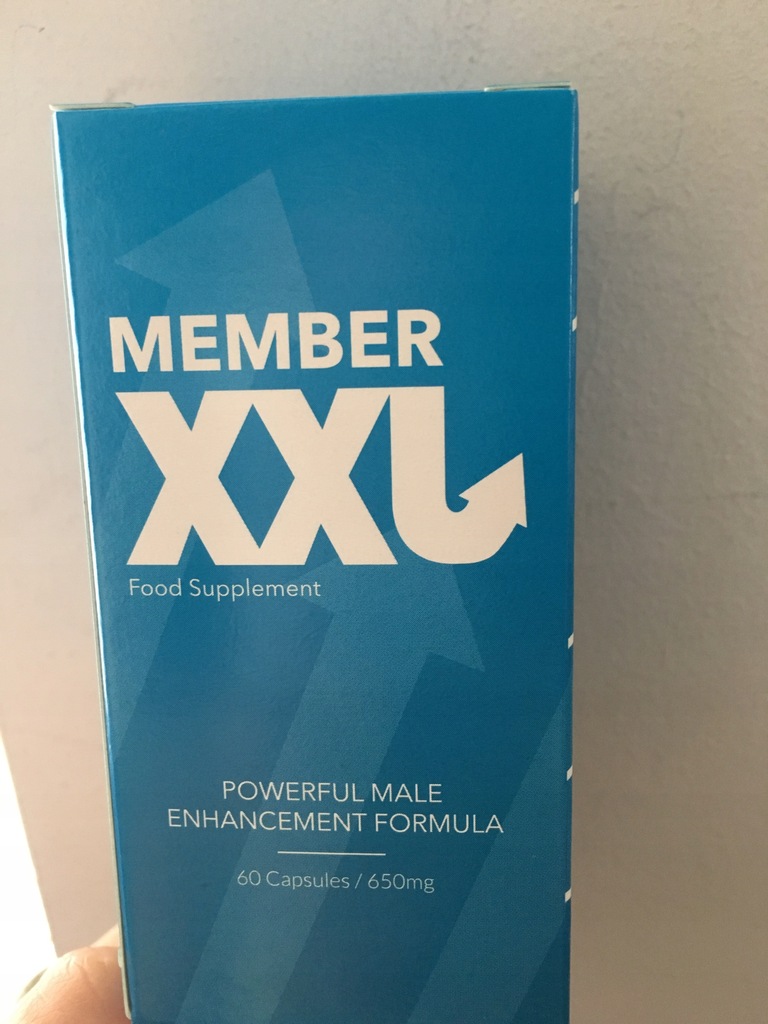 MEMBER
XXL
Food Supplement
POWERFUL MALE
ENHANCEMENT FORMULA
60 Capsules / 650mg